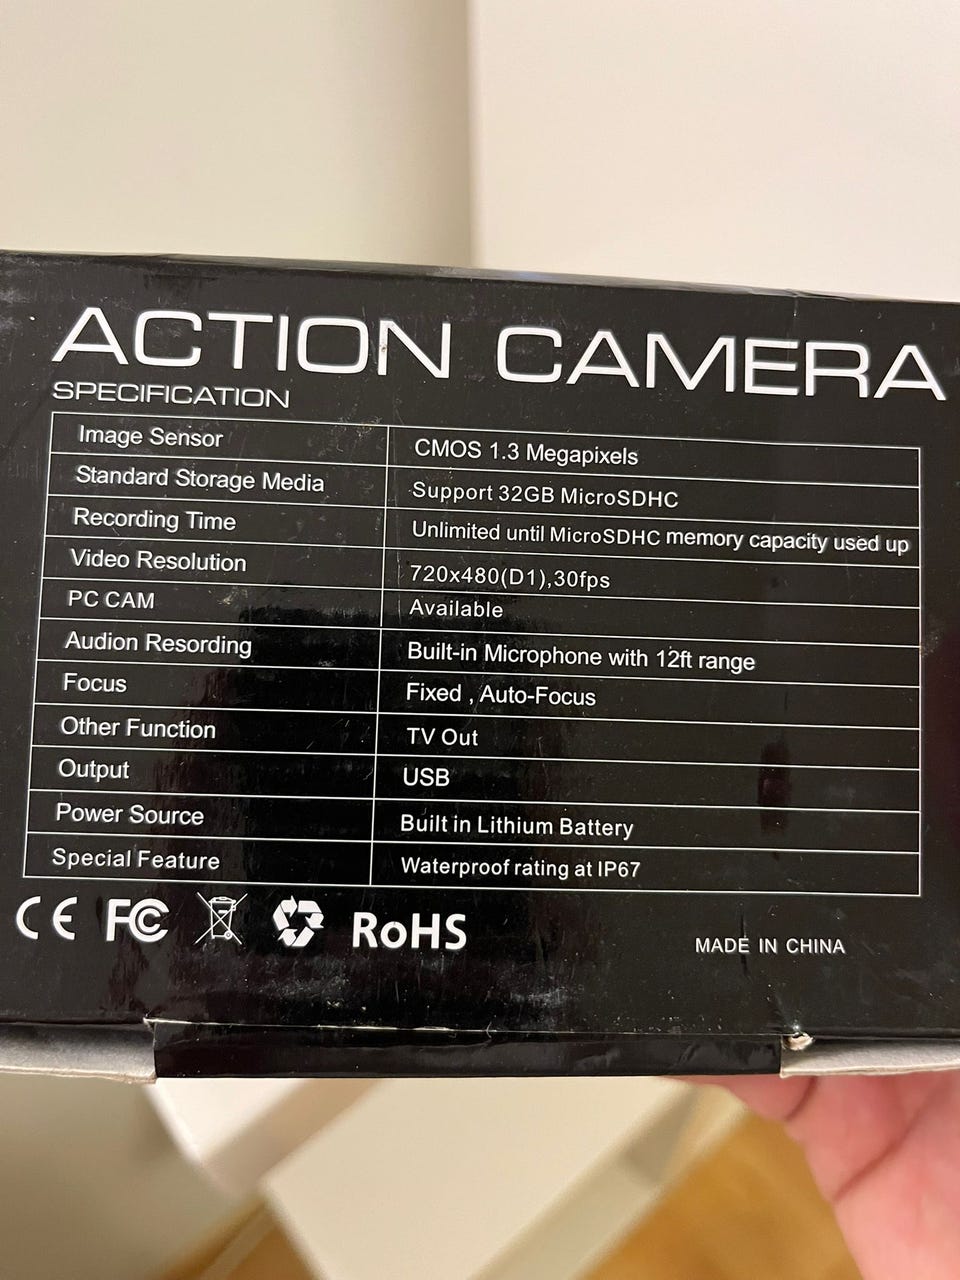 ACTION CAMERA
SPECIFICATION
Image Sensor CMOS 1.3 Megapixels
Standard Storage Media Support 32GB MicroSDHC
Recording Time Unlimited until MicroSDHC memory capacity used up
Video Resolution 720x480(D1),30fps
PC CAM Available
Audion Recording Built-in Microphone with 12ft range
Focus Fixed , Auto-Focus
Other Function TV Out
Output USB
Power Source Built in Lithium Battery
Special Feature Waterproof rating at IP67
CE FC RoHS MADE IN CHINA